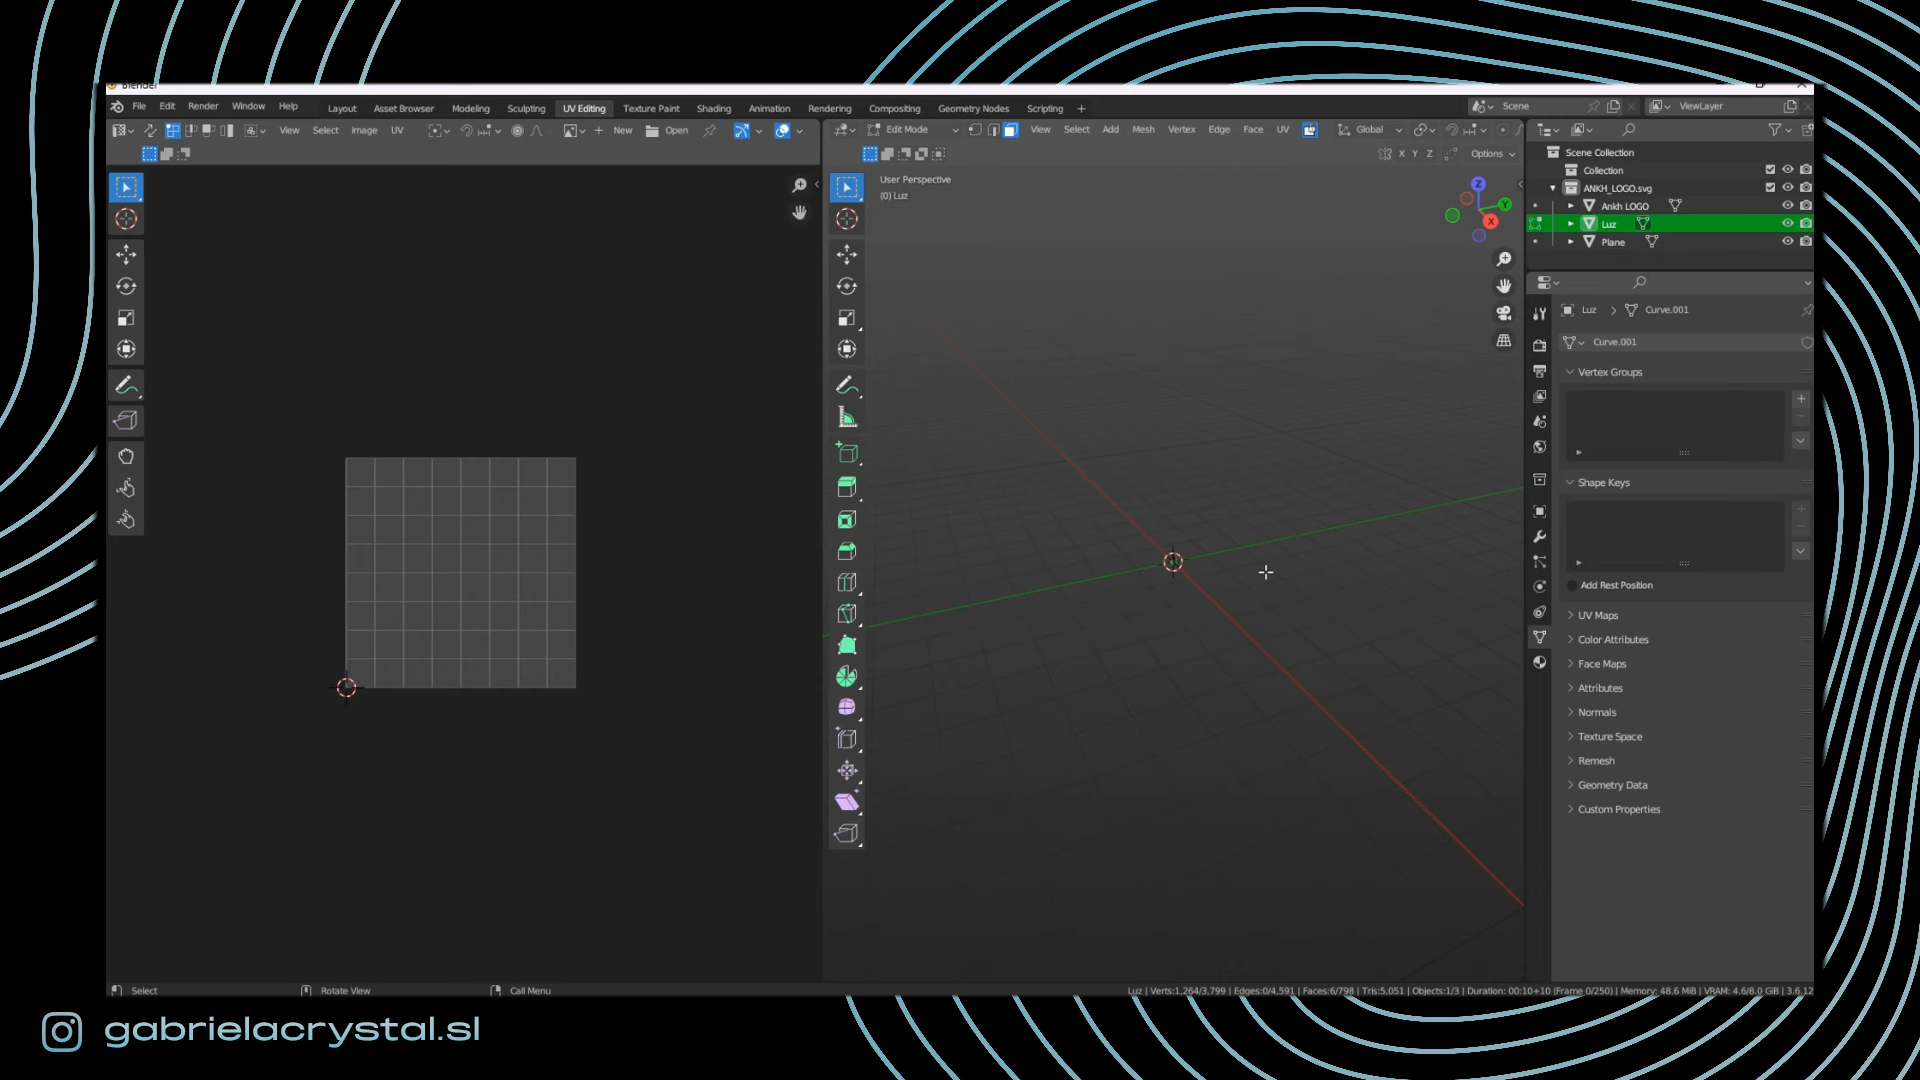 Blender
File Edit Render Window Help Layout Asset Browser Modeling Sculpting UV Editing Texture Paint Shading Animation Rendering Compositing Geometry Nodes Scripting + Scene ViewLayer
View Select Image UV New Open
Edit Mode View Select Add Mesh Vertex Edge Face UV Global
X Y Z Options
User Perspective
(0) Luz
Z
Y
X
Scene Collection
Collection
ANKH_LOGO.svg
Ankh LOGO
Luz
Plane
Luz > Curve.001
Curve.001
Vertex Groups
Shape Keys
Add Rest Position
UV Maps
Color Attributes
Face Maps
Attributes
Normals
Texture Space
Remesh
Geometry Data
Custom Properties
Select Rotate View Call Menu
Luz | Verts:1,264/3,799 | Edges:0/4,591 | Faces:6/798 | Tris:5,051 | Objects:1/3 | Duration: 00:10+10 (Frame 0/250) | Memory: 48.6 MiB | VRAM: 4.6/8.0 GiB | 3.6.12
gabrielacrystal.sl